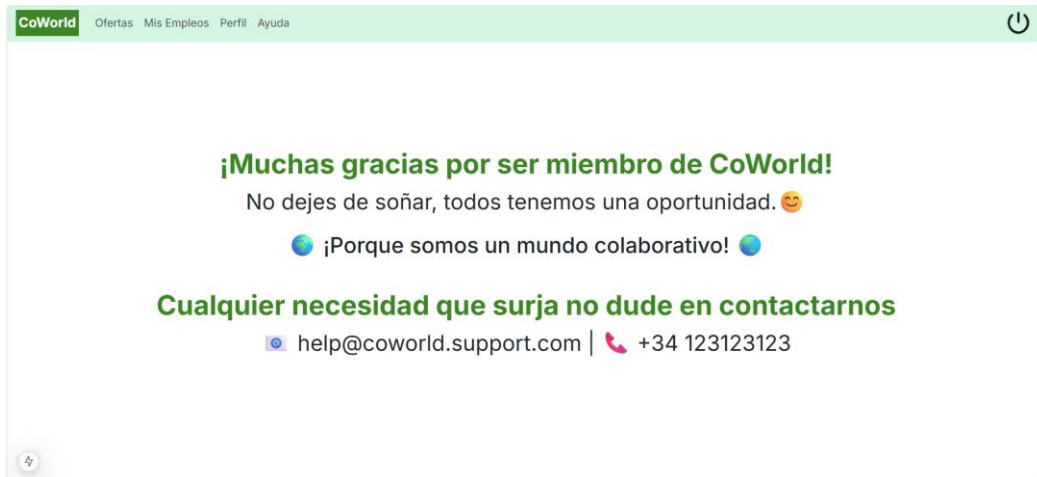 CoWorld Ofertas Mis Empleos Perfil Ayuda
¡Muchas gracias por ser miembro de CoWorld!
No dejes de soñar, todos tenemos una oportunidad.😊
🌍 ¡Porque somos un mundo colaborativo! 🌏
Cualquier necesidad que surja no dude en contactarnos
📧 help@coworld.support.com | 📞 +34 123123123